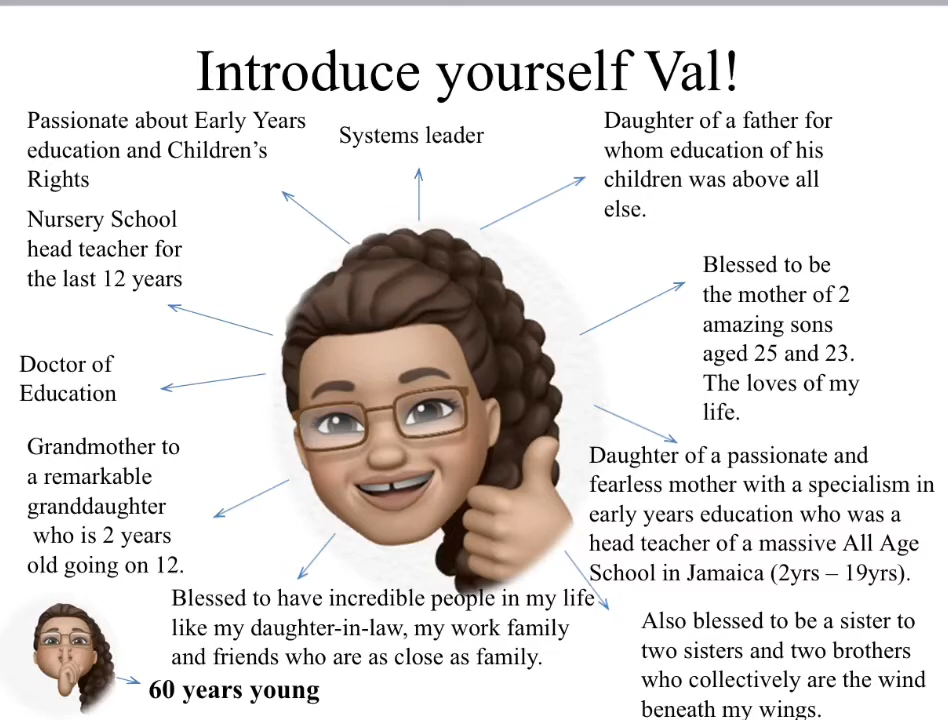 Introduce yourself Val!
Passionate about Early Years
education and Children’s
Rights
Systems leader
Daughter of a father for
whom education of his
children was above all
else.
Nursery School
head teacher for
the last 12 years
Blessed to be
the mother of 2
amazing sons
aged 25 and 23.
The loves of my
life.
Doctor of
Education
Grandmother to
a remarkable
granddaughter
who is 2 years
old going on 12.
Daughter of a passionate and
fearless mother with a specialism in
early years education who was a
head teacher of a massive All Age
School in Jamaica (2yrs – 19yrs).
Blessed to have incredible people in my life
like my daughter-in-law, my work family
and friends who are as close as family.
Also blessed to be a sister to
two sisters and two brothers
who collectively are the wind
beneath my wings.
60 years young